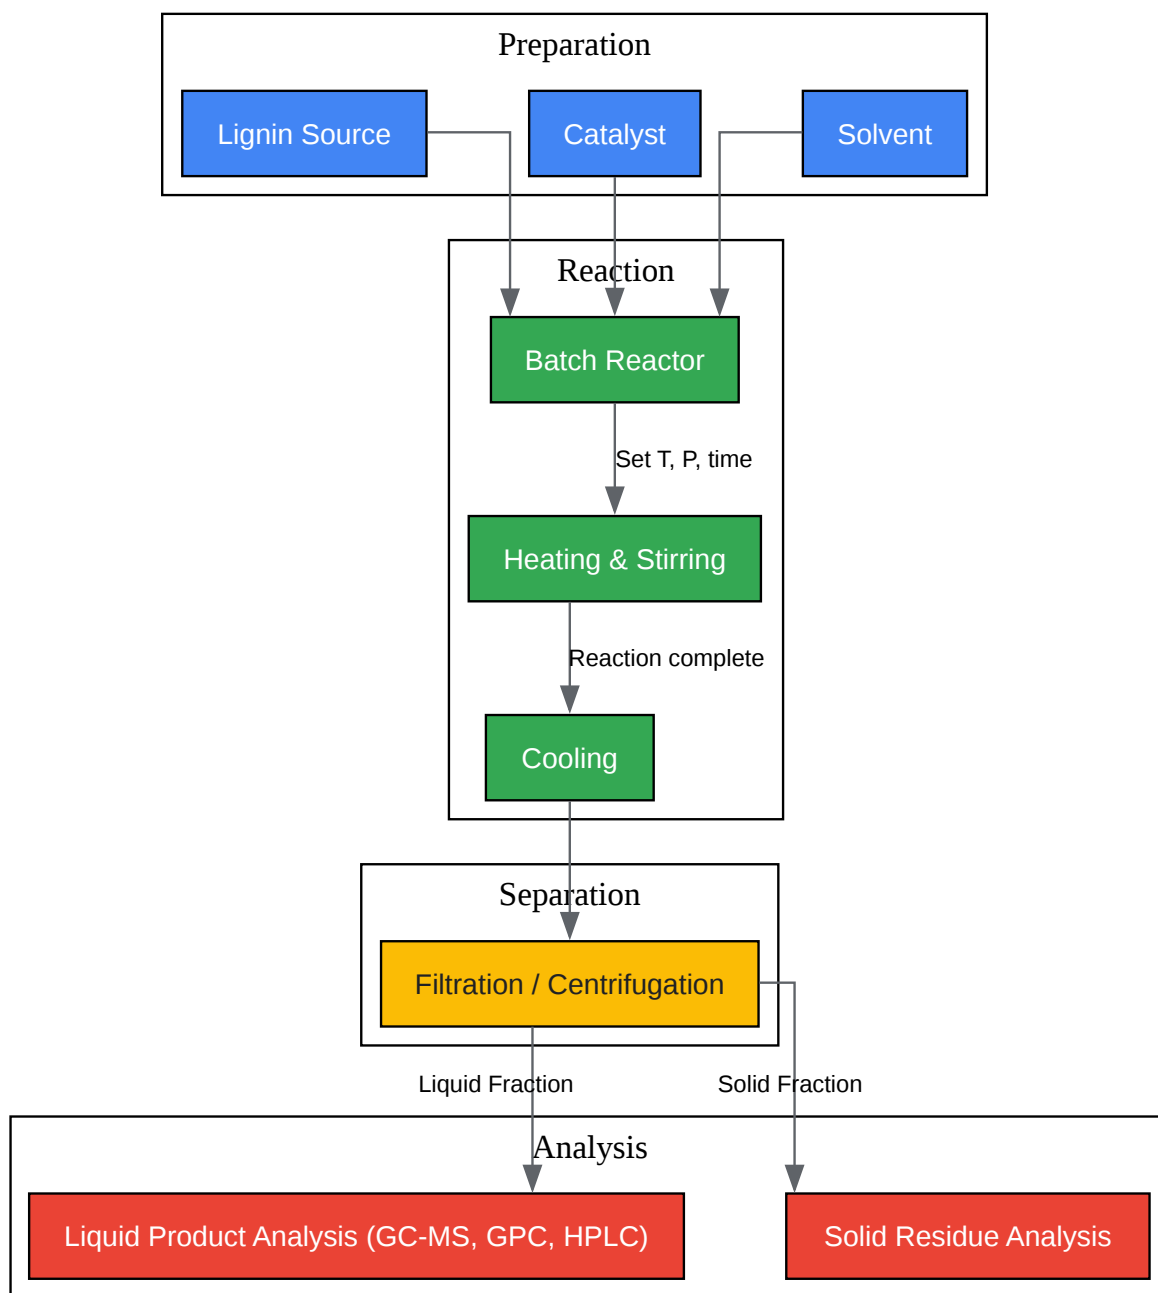 Preparation
Lignin Source
Catalyst
Solvent
Reaction
Batch Reactor
Set T, P, time
Heating & Stirring
Reaction complete
Cooling
Separation
Filtration / Centrifugation
Liquid Fraction
Solid Fraction
Analysis
Liquid Product Analysis (GC-MS, GPC, HPLC)
Solid Residue Analysis